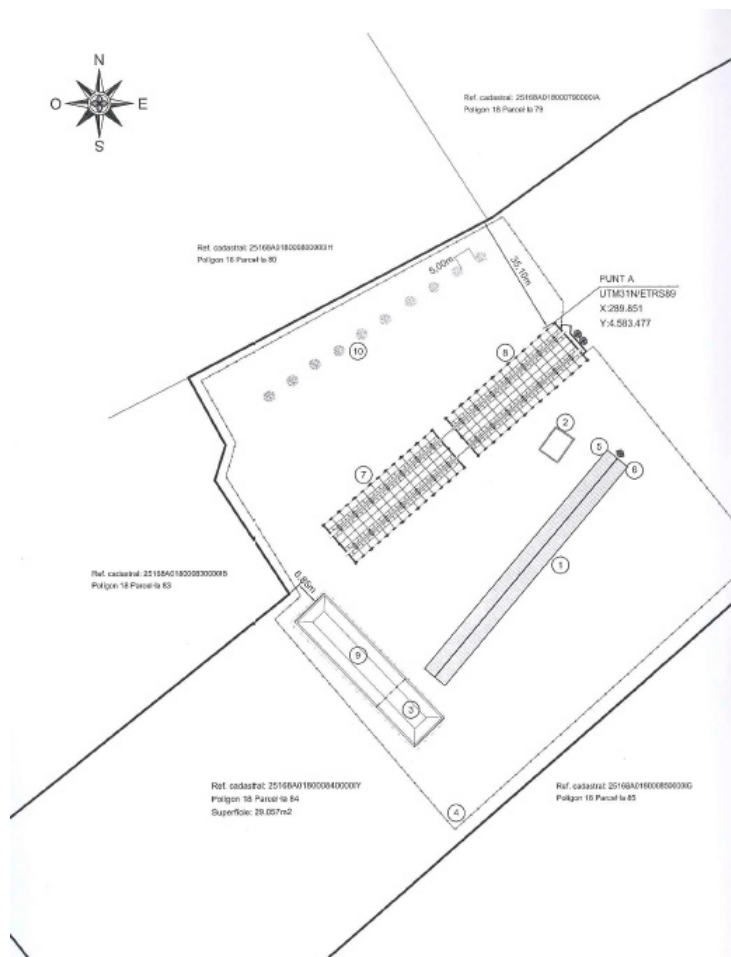 N
O E
S
Ref. cadastral: 25168A018000790000IA
Polígon 18 Parcel·la 79
Ref. cadastral: 25168A018000800000IH
Polígon 18 Parcel·la 80
5,00m
35,10m
PUNT A
UTM31N/ETRS89
X:289.851
Y:4.583.477
10
8
2
5
6
7
1
Ref. cadastral: 25168A018000830000IB
Polígon 18 Parcel·la 83
6,85m
9
3
Ref. cadastral: 25168A018000840000IY
Polígon 18 Parcel·la 84
Superfície: 29.057m2
4
Ref. cadastral: 25168A018000850000IG
Polígon 18 Parcel·la 85